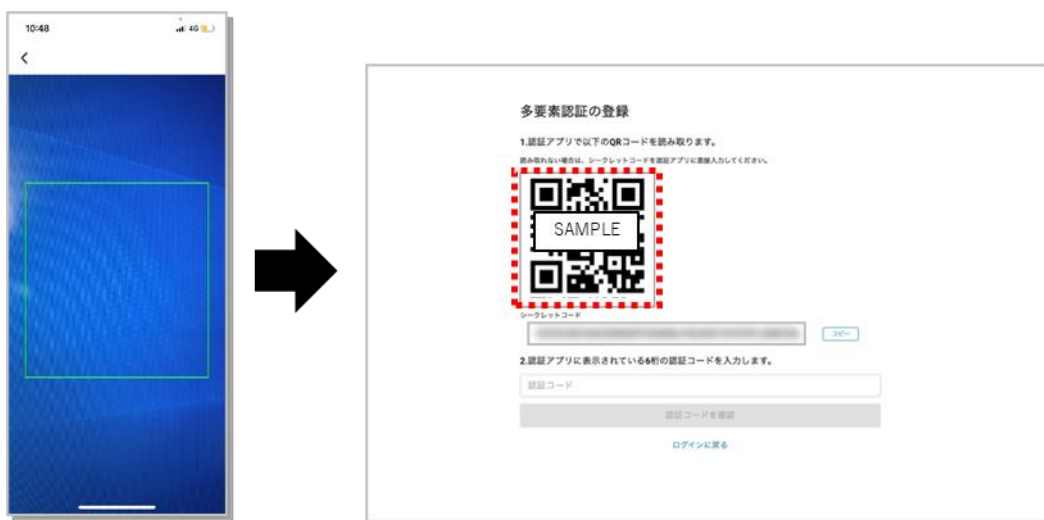 10:48
4G
多要素認証の登録
1.認証アプリで以下のQRコードを読み取ります。
読み取れない場合は、シークレットコードを認証アプリに直接入力してください。
SAMPLE
シークレットコード
コピー
2.認証アプリに表示されている6桁の認証コードを入力します。
認証コード
認証コードを確認
ログインに戻る